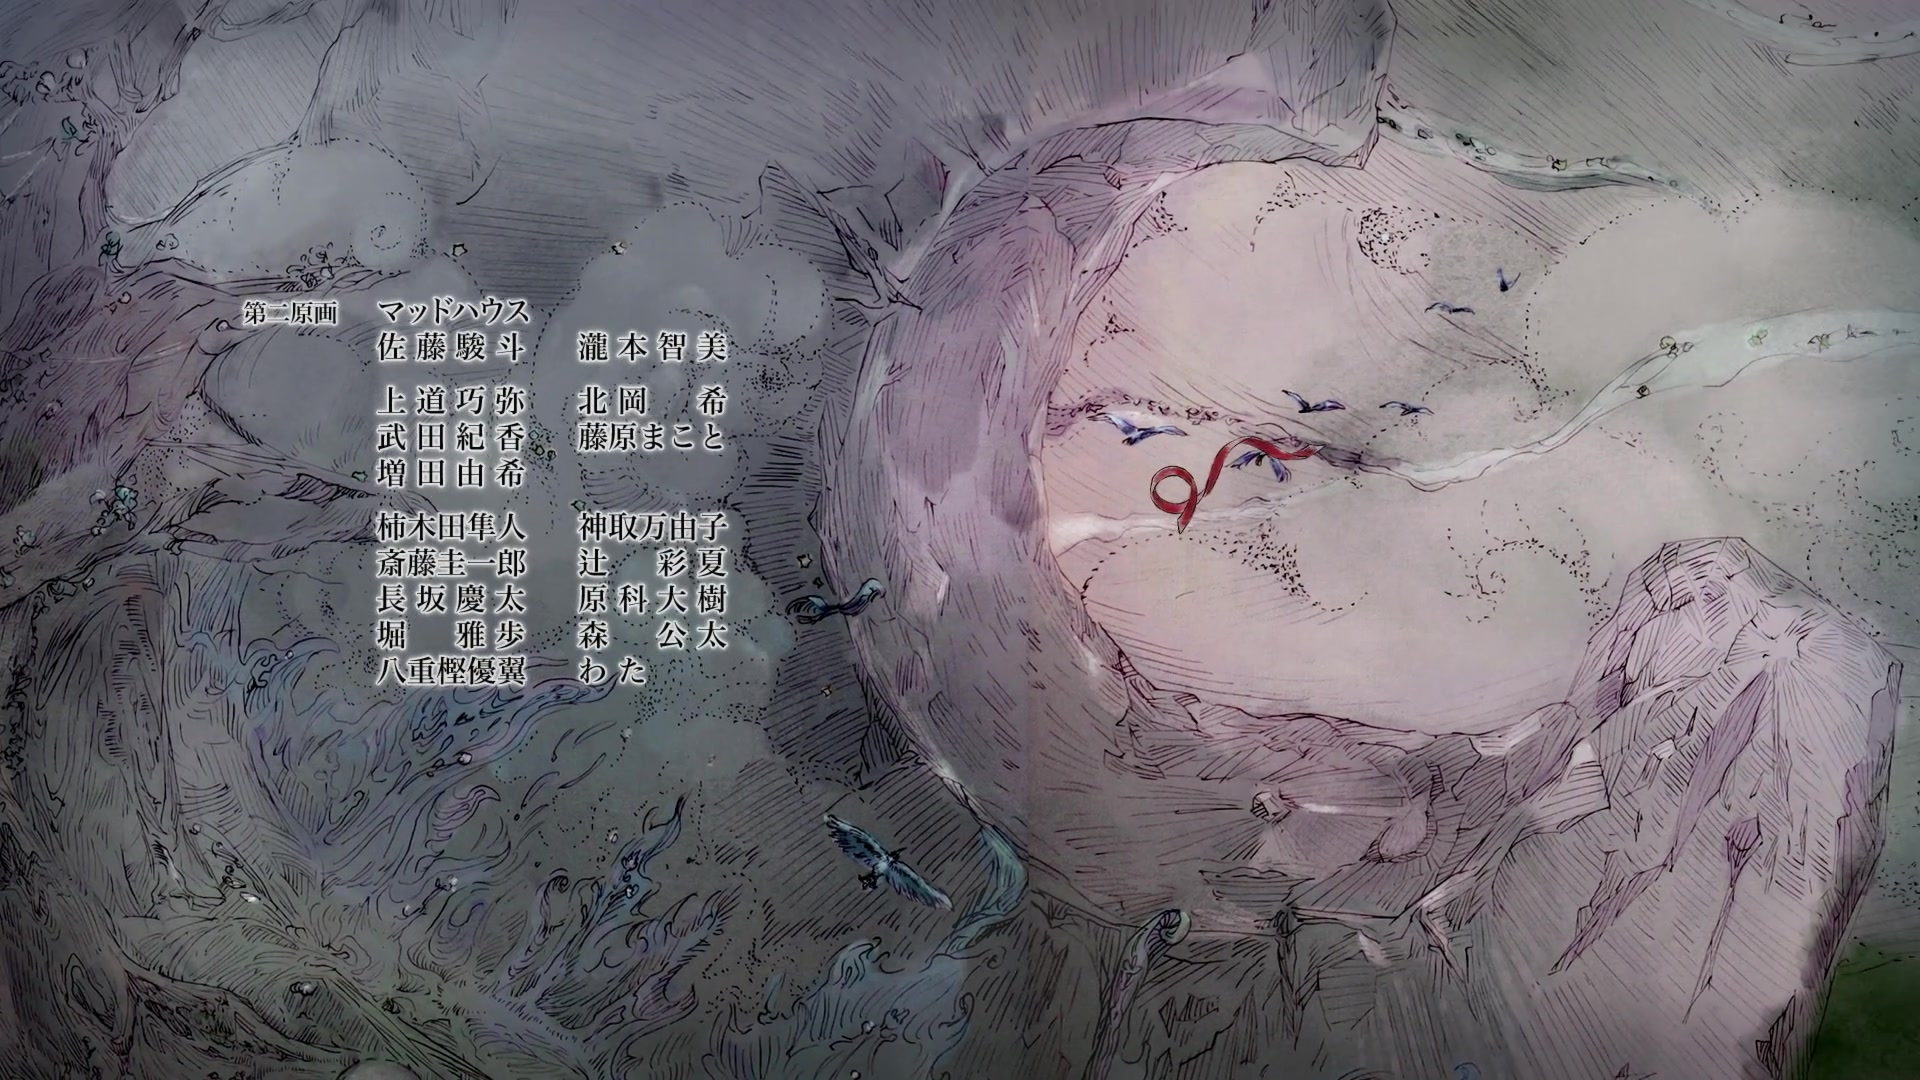 第二原画 マッドハウス
佐藤駿斗 瀧本智美
上道巧弥 北岡希
武田紀香 藤原まこと
増田由希
柿木田隼人 神取万由子
斎藤圭一郎 辻彩夏
長坂慶太 原科大樹
堀雅歩 森公太
八重樫優翼 わた